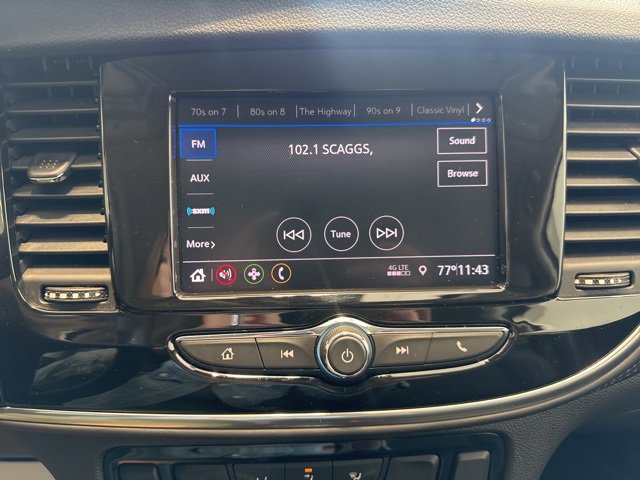 70s on 7 80s on 8 The Highway 90s on 9 Classic Vinyl
FM
102.1 SCAGGS,
Sound
AUX
Browse
sxm
Tune
More
4G LTE
77° 11:43